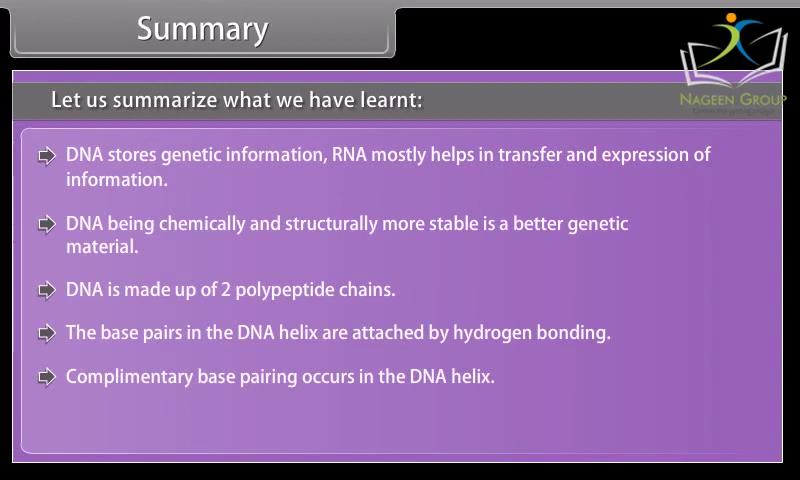 Summary
NAGEEN GROUP
Let us summarize what we have learnt:
DNA stores genetic information, RNA mostly helps in transfer and expression of
information.
DNA being chemically and structurally more stable is a better genetic
material.
DNA is made up of 2 polypeptide chains.
The base pairs in the DNA helix are attached by hydrogen bonding.
Complimentary base pairing occurs in the DNA helix.